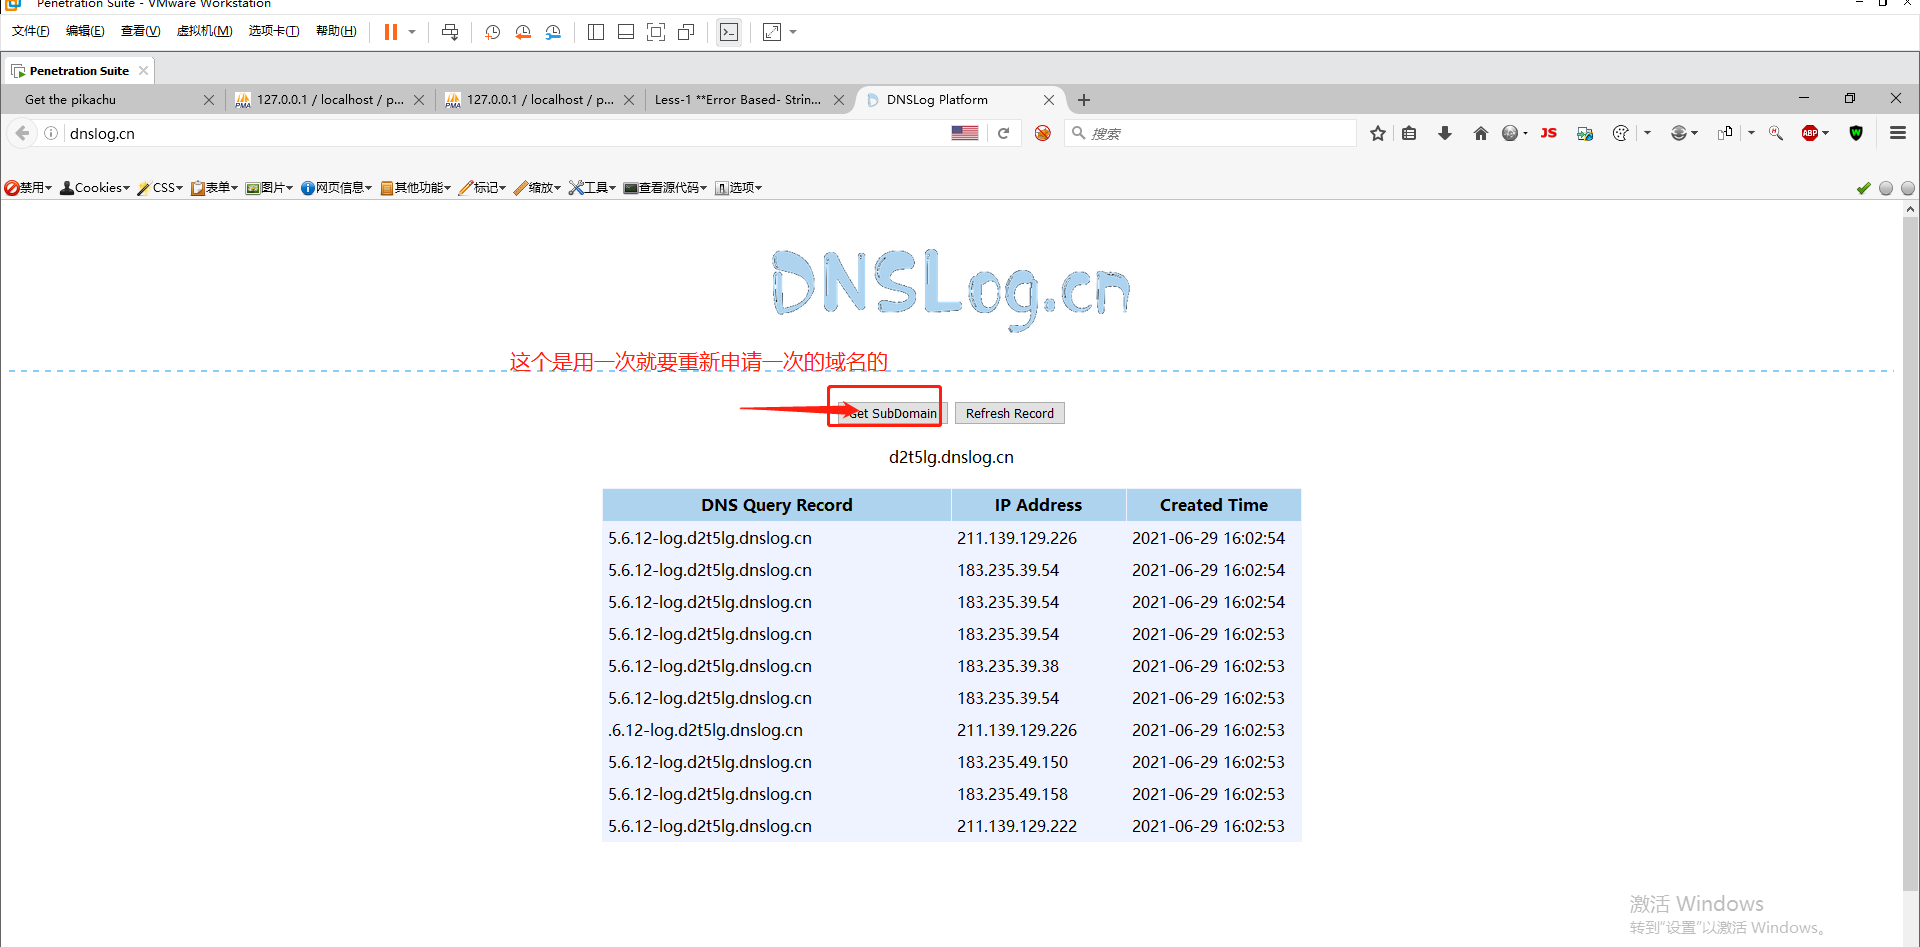 Penetration Suite - VMware Workstation
文件(F) 编辑(E) 查看(V) 虚拟机(M) 选项卡(T) 帮助(H)
Penetration Suite
Get the pikachu 127.0.0.1 / localhost / p... 127.0.0.1 / localhost / p... Less-1 **Error Based- Strin... DNSLog Platform
dnslog.cn 搜索 JS ABP W
禁用 Cookies CSS 表单 图片 网页信息 其他功能 标记 缩放 工具 查看源代码 选项
DNSLog.cn
这个是用一次就要重新申请一次的域名的
Get SubDomain Refresh Record
d2t5lg.dnslog.cn
DNS Query Record IP Address Created Time
5.6.12-log.d2t5lg.dnslog.cn 211.139.129.226 2021-06-29 16:02:54
5.6.12-log.d2t5lg.dnslog.cn 183.235.39.54 2021-06-29 16:02:54
5.6.12-log.d2t5lg.dnslog.cn 183.235.39.54 2021-06-29 16:02:54
5.6.12-log.d2t5lg.dnslog.cn 183.235.39.54 2021-06-29 16:02:53
5.6.12-log.d2t5lg.dnslog.cn 183.235.39.38 2021-06-29 16:02:53
5.6.12-log.d2t5lg.dnslog.cn 183.235.39.54 2021-06-29 16:02:53
.6.12-log.d2t5lg.dnslog.cn 211.139.129.226 2021-06-29 16:02:53
5.6.12-log.d2t5lg.dnslog.cn 183.235.49.150 2021-06-29 16:02:53
5.6.12-log.d2t5lg.dnslog.cn 183.235.49.158 2021-06-29 16:02:53
5.6.12-log.d2t5lg.dnslog.cn 211.139.129.222 2021-06-29 16:02:53
激活 Windows
转到“设置”以激活 Windows。